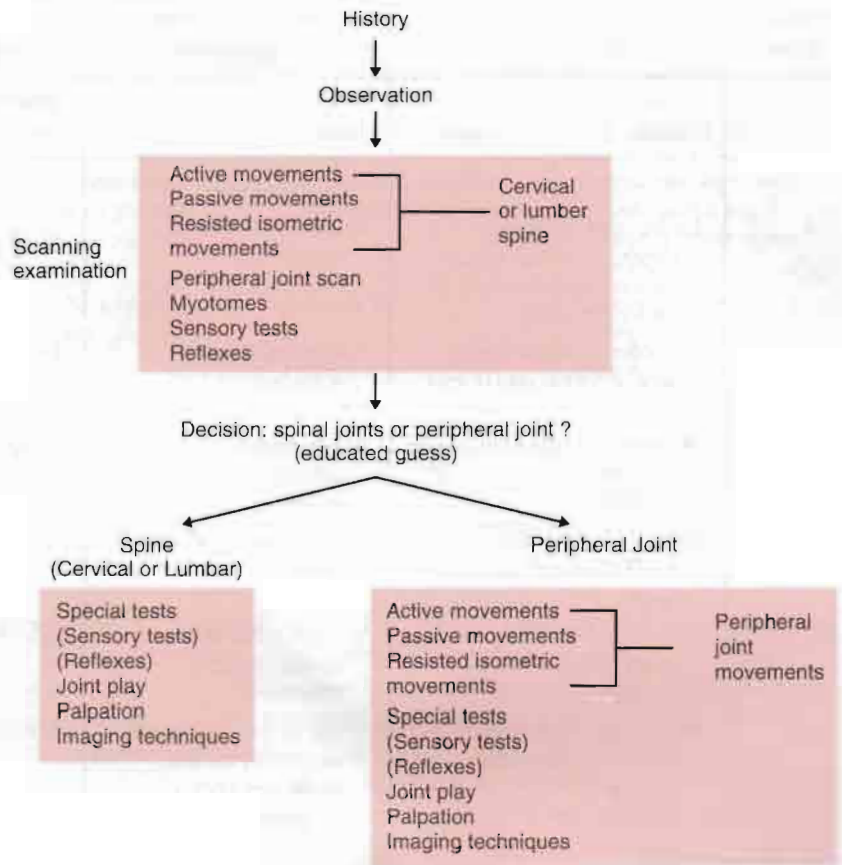 History
Observation
Scanning
examination
Active movements
Passive movements
Resisted isometric
movements
Cervical
or lumber
spine
Peripheral joint scan
Myotomes
Sensory tests
Reflexes
Decision: spinal joints or peripheral joint ?
(educated guess)
Spine
(Cervical or Lumbar)
Special tests
(Sensory tests)
(Reflexes)
Joint play
Palpation
Imaging techniques
Peripheral Joint
Active movements
Passive movements
Resisted isometric
movements
Peripheral
joint
movements
Special tests
(Sensory tests)
(Reflexes)
Joint play
Palpation
Imaging techniques